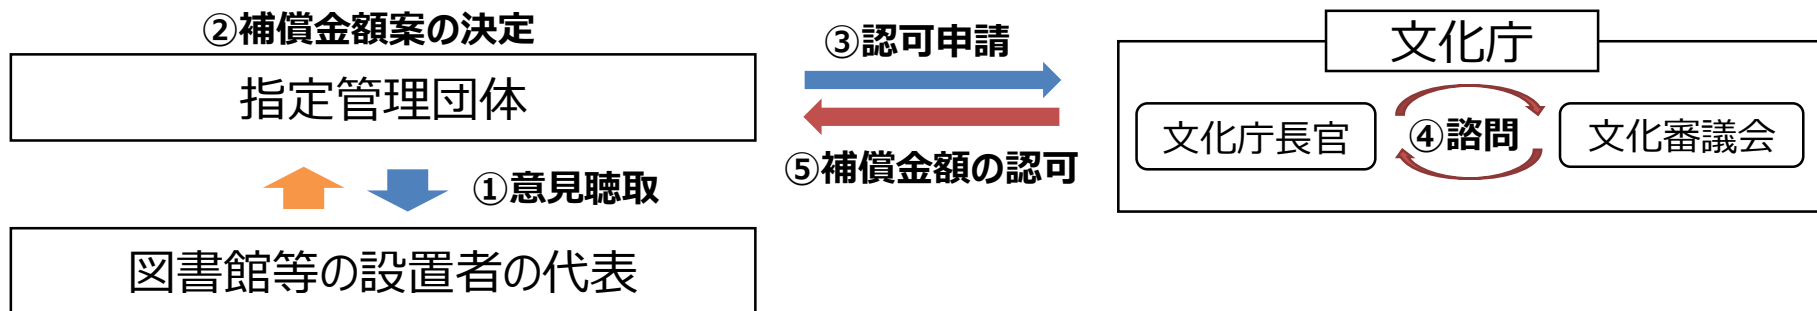 ②補償金額案の決定
指定管理団体
①意見聴取
図書館等の設置者の代表
③認可申請
⑤補償金額の認可
文化庁
文化庁長官
④諮問
文化審議会